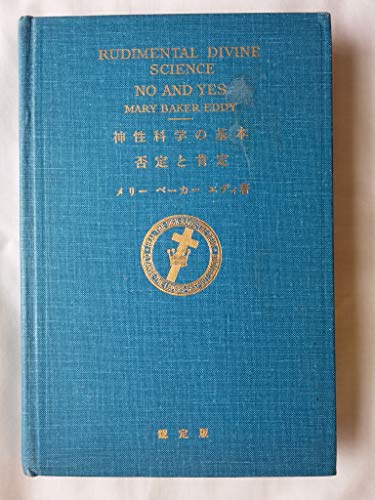 RUDIMENTAL DIVINE
SCIENCE
NO AND YES
MARY BAKER EDDY
神性科学の基本
否定と肯定
メリー ベーカー エディ著
認定版